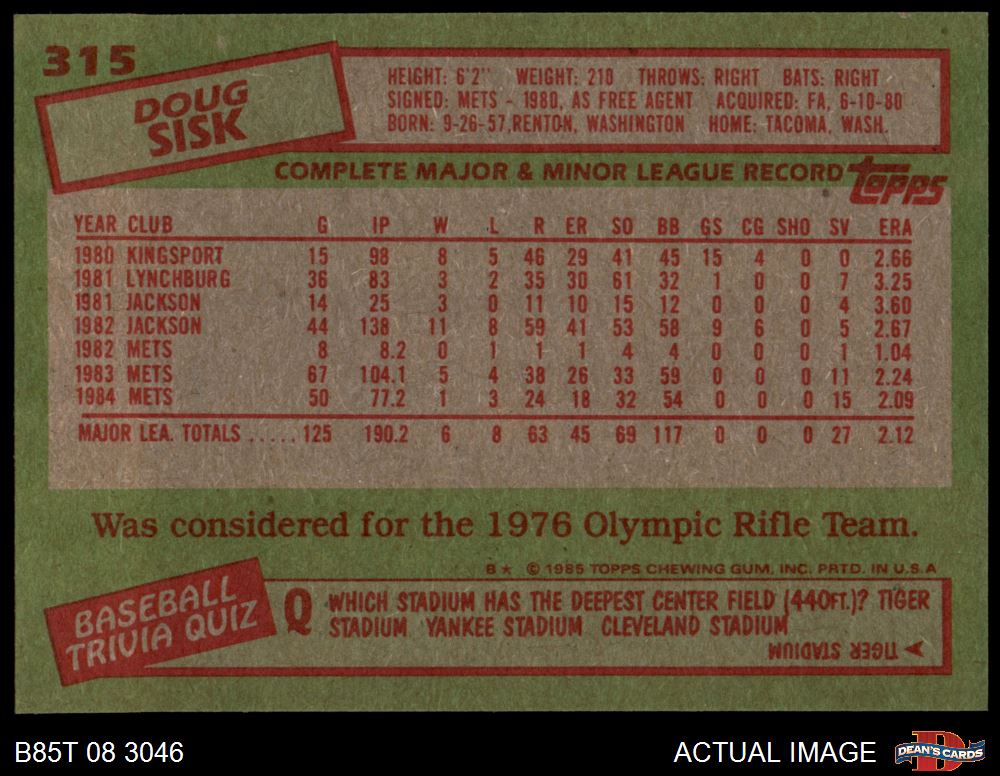 315
DOUG
SISK
HEIGHT: 6'2" WEIGHT: 210 THROWS: RIGHT BATS: RIGHT
SIGNED: METS - 1980, AS FREE AGENT ACQUIRED: FA, 6-10-80
BORN: 9-26-57,RENTON, WASHINGTON HOME: TACOMA, WASH.
COMPLETE MAJOR & MINOR LEAGUE RECORD topps
YEAR CLUB G IP W L R ER SO BB GS CG SHO SV ERA
1980 KINGSPORT 15 98 8 5 46 29 41 45 15 4 0 0 2.66
1981 LYNCHBURG 36 83 3 2 35 30 61 32 1 0 0 7 3.25
1981 JACKSON 14 25 3 0 11 10 15 12 0 0 0 4 3.60
1982 JACKSON 44 138 11 8 59 41 53 58 9 6 0 5 2.67
1982 METS 8 8.2 0 1 1 1 4 4 0 0 0 1 1.04
1983 METS 67 104.1 5 4 38 26 33 59 0 0 0 11 2.24
1984 METS 50 77.2 1 3 24 18 32 54 0 0 0 15 2.09
MAJOR LEA. TOTALS ..... 125 190.2 6 8 63 45 69 117 0 0 0 27 2.12
Was considered for the 1976 Olympic Rifle Team.
B★ © 1985 TOPPS CHEWING GUM, INC. PRTD. IN U.S.A
BASEBALL
TRIVIA QUIZ
Q WHICH STADIUM HAS THE DEEPEST CENTER FIELD (440FT.)? TIGER
STADIUM YANKEE STADIUM CLEVELAND STADIUM
TIGER STADIUM
B85T 08 3046
ACTUAL IMAGE
DEAN'S CARDS